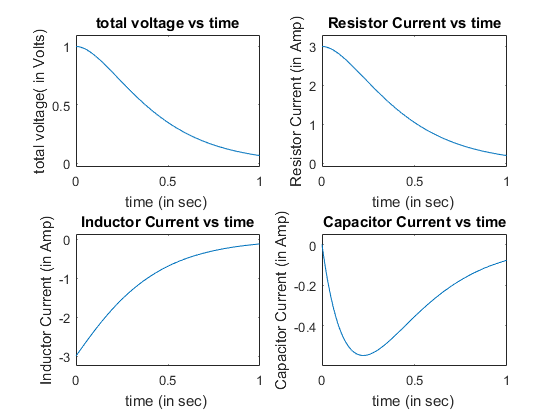 total voltage vs time
total voltage( in Volts)
1
0.5
0
0
0.5
1
time (in sec)
Resistor Current vs time
Resistor Current (in Amp)
3
2
1
0
0
0.5
1
time (in sec)
Inductor Current vs time
Inductor Current (in Amp)
0
-1
-2
-3
0
0.5
1
time (in sec)
Capacitor Current vs time
Capacitor Current (in Amp)
0
-0.2
-0.4
0
0.5
1
time (in sec)